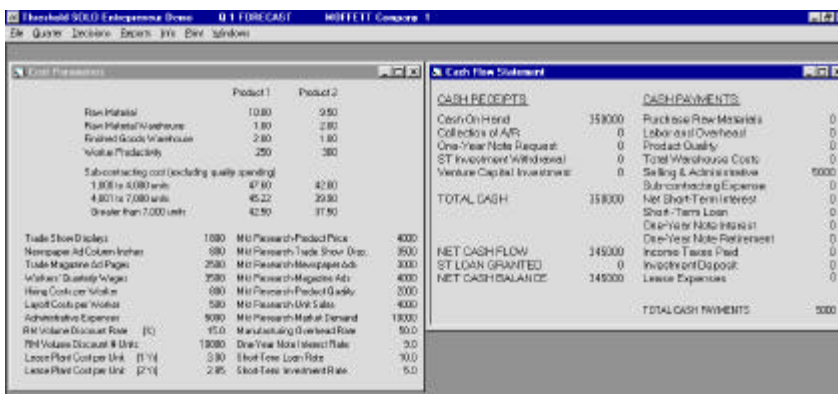 Threshold SOLO Entrepreneur Demo Q 1 FORECAST MOFFETT Company 1
File Quarter Decisions Reports Info Print Windows
Cost Parameters
Product 1 Product 2
Raw Material 10.00 9.50
Raw Material Warehouse 1.00 2.00
Finished Goods Warehouse 2.00 1.00
Worker Productivity 250 300
Sub-contracting cost (excluding quality spending)
1,000 to 4,000 units 47.60 42.00
4,001 to 7,000 units 45.22 39.90
Greater than 7,000 units 42.90 37.90
Trade Show Displays 1800 Mkt Research-Product Price 4000
Newspaper Ad Column Inches 800 Mkt Research-Trade Show Disp. 3500
Trade Magazine Ad Pages 2500 Mkt Research-Newspaper Ads 3000
Workers' Quarterly Wages 3500 Mkt Research-Magazine Ads 4000
Hiring Costs per Worker 800 Mkt Research-Product Quality 2000
Layoff Costs per Worker 500 Mkt Research-Unit Sales 4000
Administrative Expenses 5000 Mkt Research-Market Demand 10000
RM Volume Discount Rate (%) 15.0 Manufacturing Overhead Rate 50.0
RM Volume Discount # Units 10000 One-Year Note Interest Rate 9.0
Lease Plant Cost per Unit (1 Yr) 3.00 Short-Term Loan Rate 10.0
Lease Plant Cost per Unit (2 Yr) 2.85 Short-Term Investment Rate 6.0
Cash Flow Statement
CASH RECEIPTS:
Cash On Hand 350000
Collection of A/R 0
One-Year Note Request 0
ST Investment Withdrawal 0
Venture Capital Investment 0
TOTAL CASH 350000
NET CASH FLOW 345000
ST LOAN GRANTED 0
NET CASH BALANCE 345000
CASH PAYMENTS:
Purchase Raw Materials 0
Labor and Overhead 0
Product Quality 0
Total Warehouse Costs 0
Selling & Administrative 5000
Sub-contracting Expense 0
Net Short-Term Interest 0
Short-Term Loan 0
One-Year Note Interest 0
One-Year Note Retirement 0
Income Taxes Paid 0
Investment Deposit 0
Lease Expenses 0
TOTAL CASH PAYMENTS 5000